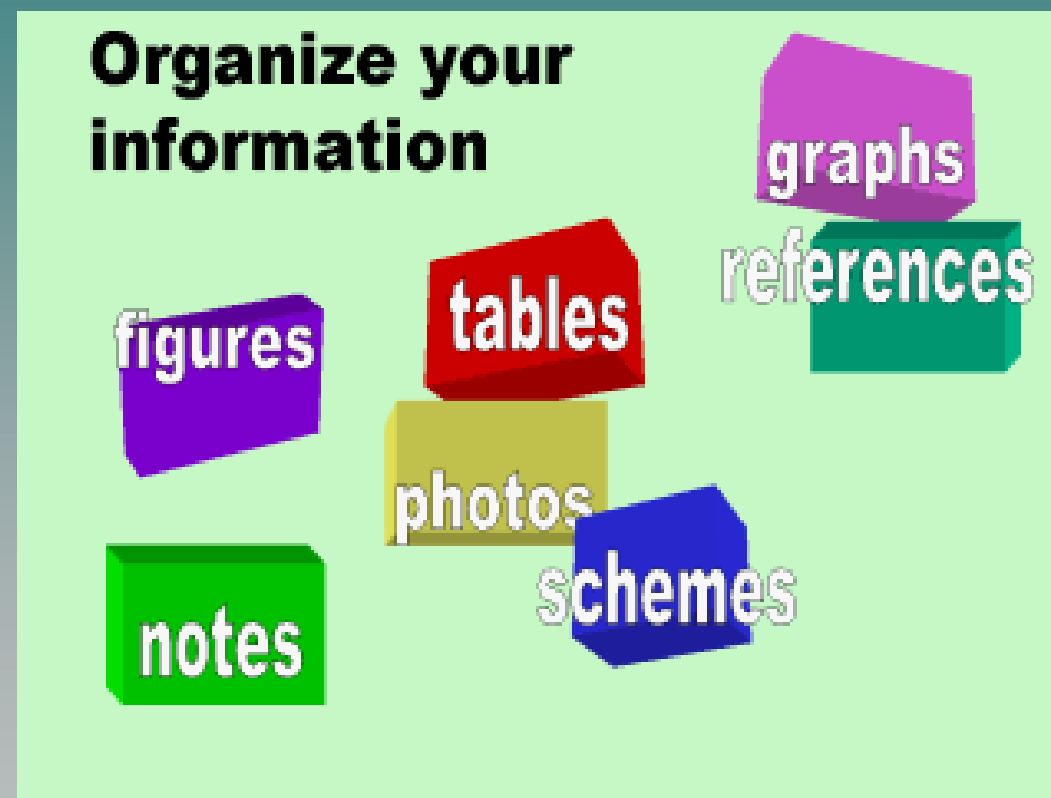 Organize your
information
graphs
references
tables
figures
photos
schemes
notes